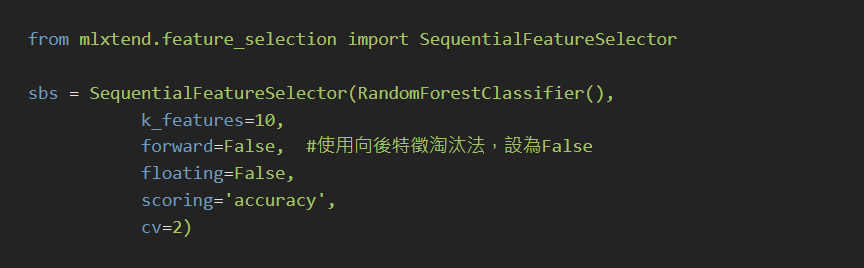 from mlxtend.feature_selection import SequentialFeatureSelector
sbs = SequentialFeatureSelector(RandomForestClassifier(),
k_features=10,
forward=False,  #使用向後特徵淘汰法，設為False
floating=False,
scoring='accuracy',
cv=2)